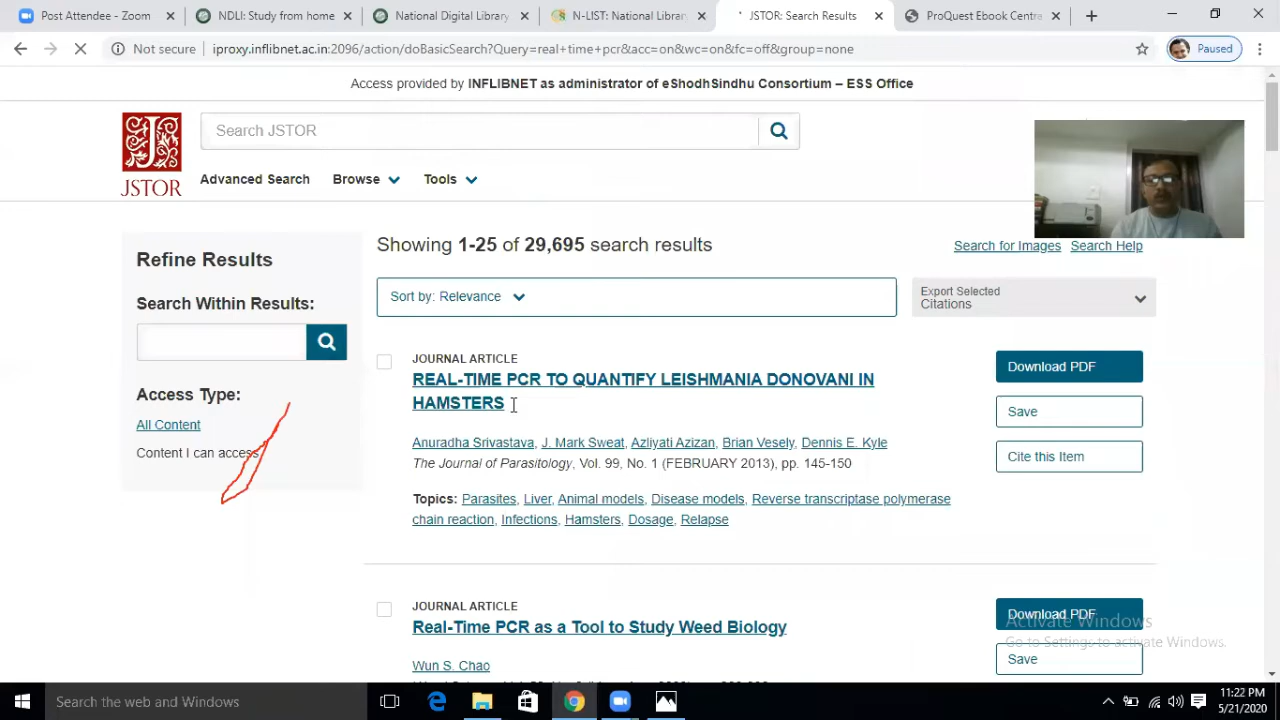 Post Attendee - Zoom
NDLI: Study from home
National Digital Library
N-LIST: National Librar
JSTOR: Search Results
ProQuest Ebook Centr
Not secure
iproxy.inflibnet.ac.in:2096/action/doBasicSearch?Query=real+time+pcr&acc=on&wc=on&fc=off&group=none
Paused
Access provided by INFLIBNET as administrator of eShodhSindhu Consortium – ESS Office
JSTOR
Search JSTOR
Advanced Search Browse Tools
Refine Results
Search Within Results:
Access Type:
All Content
Content I can access
Showing 1-25 of 29,695 search results
Search for Images Search Help
Sort by: Relevance
Export Selected
Citations
JOURNAL ARTICLE
REAL-TIME PCR TO QUANTIFY LEISHMANIA DONOVANI IN
HAMSTERS
Anuradha Srivastava, J. Mark Sweat, Azliyati Azizan, Brian Vesely, Dennis E. Kyle
The Journal of Parasitology, Vol. 99, No. 1 (FEBRUARY 2013), pp. 145-150
Topics: Parasites, Liver, Animal models, Disease models, Reverse transcriptase polymerase
chain reaction, Infections, Hamsters, Dosage, Relapse
Download PDF
Save
Cite this Item
JOURNAL ARTICLE
Real-Time PCR as a Tool to Study Weed Biology
Wun S. Chao
Download PDF
Save
Activate Windows
Go to Settings to activate Windows.
Search the web and Windows
11:22 PM
5/21/2020